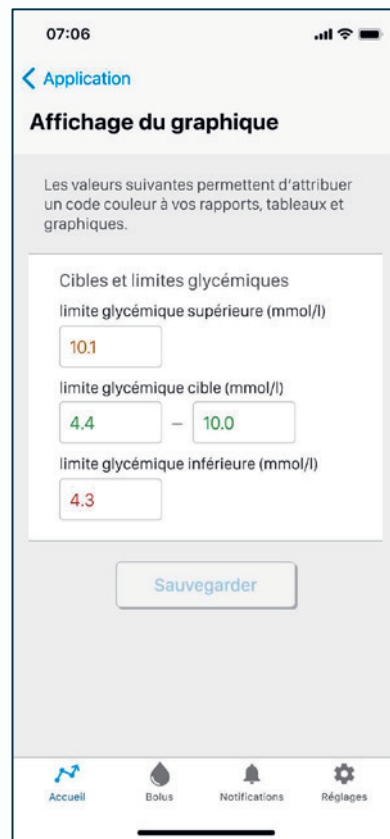 07:06
Application
Affichage du graphique
Les valeurs suivantes permettent d'attribuer
un code couleur à vos rapports, tableaux et
graphiques.
Cibles et limites glycémiques
limite glycémique supérieure (mmol/l)
10.1
limite glycémique cible (mmol/l)
4.4 – 10.0
limite glycémique inférieure (mmol/l)
4.3
Sauvegarder
Accueil Bolus Notifications Réglages